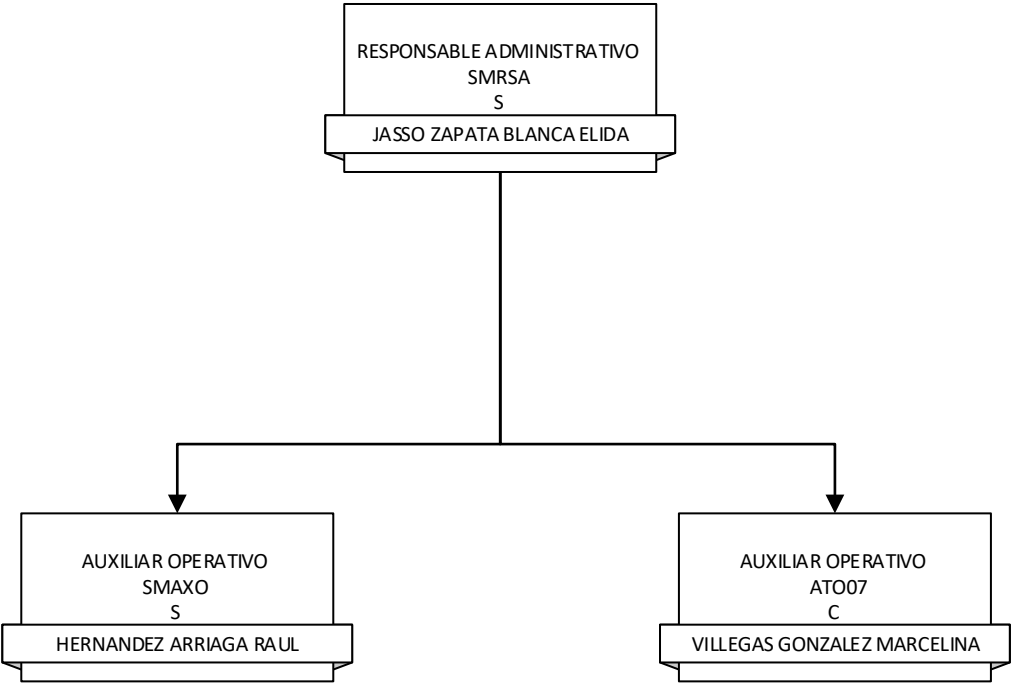 RESPONSABLE ADMINISTRATIVO
SMRSA
S
JASSO ZAPATA BLANCA ELIDA
AUXILIAR OPERATIVO
SMAXO
S
HERNANDEZ ARRIAGA RAUL
AUXILIAR OPERATIVO
ATO07
C
VILLEGAS GONZALEZ MARCELINA